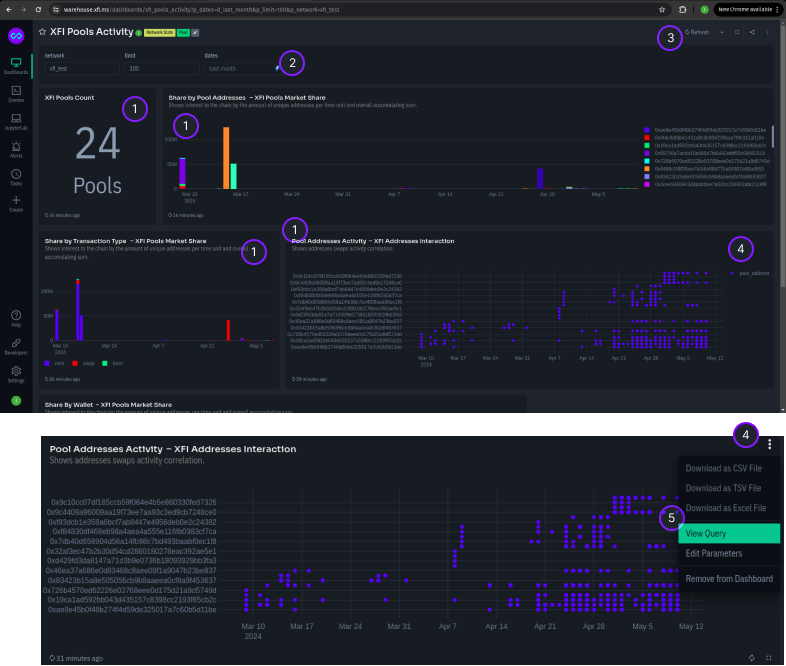 warehouse.xfi.ms/dashboards/xfi_pools_activity?p_dates=d_last_month&p_limit=100&p_network=xfi_test
New Chrome available
XFI Pools Activity
Network Stats
Pool
3
Refresh
Dashboards
Queries
JupyterLab
Alerts
Tasks
Create
Help
Developers
Settings
network
limit
dates
xfi_test
100
Last month
2
XFI Pools Count
1
24
Pools
26 minutes ago
Share by Pool Addresses – XFI Pools Market Share
Shows interest to the chain by the amount of unique addresses per time unit and overall accumulating sum.
1
100M
50M
0
Mar 10
2024
Mar 17
Mar 24
Mar 31
Apr 7
Apr 14
Apr 21
Apr 28
May 5
26 minutes ago
Share by Transaction Type – XFI Pools Market Share
Shows interest to the chain by the amount of unique addresses per time unit and overall
accumulating sum.
1
100M
50M
0
Mar 10
2024
Mar 24
Apr 7
Apr 21
May 5
mint
swap
burn
26 minutes ago
1
Pool Addresses Activity – XFI Addresses Interaction
Shows addresses swaps activity correlation.
4
pool_address
Mar 10
2024
Mar 17
Mar 24
Mar 31
Apr 7
Apr 14
Apr 21
Apr 28
May 5
May 12
28 minutes ago
Share By Wallet – XFI Pools Market Share
4
Pool Addresses Activity – XFI Addresses Interaction
Shows addresses swaps activity correlation.
Download as CSV File
Download as TSV File
Download as Excel File
5
View Query
Edit Parameters
Remove from Dashboard
0x9c10cc07df185ccb59f064e4b5e860330fed7326
0x9c4409a96009aa19f73ee7aa93c3ed9cb7248ce0
0xf93dcb1e358a6bcf7ab8447e4956deb0e2c24382
0xf84830df468eb98a4aea4a555e116fb0383cf7ca
0x7db40d658904d56a14fb98c7bd493baabf0ec1f8
0x32af3ec47b2b30d54cd2860180278eac392ae5e1
0xd429fd3da8147a71d3b9e0736b18093929bb3fa3
0x46ea37a686e0d83468c8aee09f1a9047b23be837
0x83423b15a8e505056cb9b8aaaea0cf8a9f453637
0x726b4570ed62226e03768eee0d175d21a9d5749d
0x19ca1ad592bb043d435157c8398cc2193f65cb2c
0xae8e45b0f48b274f4d59de325017a7c60b5d11be
Mar 10
2024
Mar 17
Mar 24
Mar 31
Apr 7
Apr 14
Apr 21
Apr 28
May 5
May 12
31 minutes ago